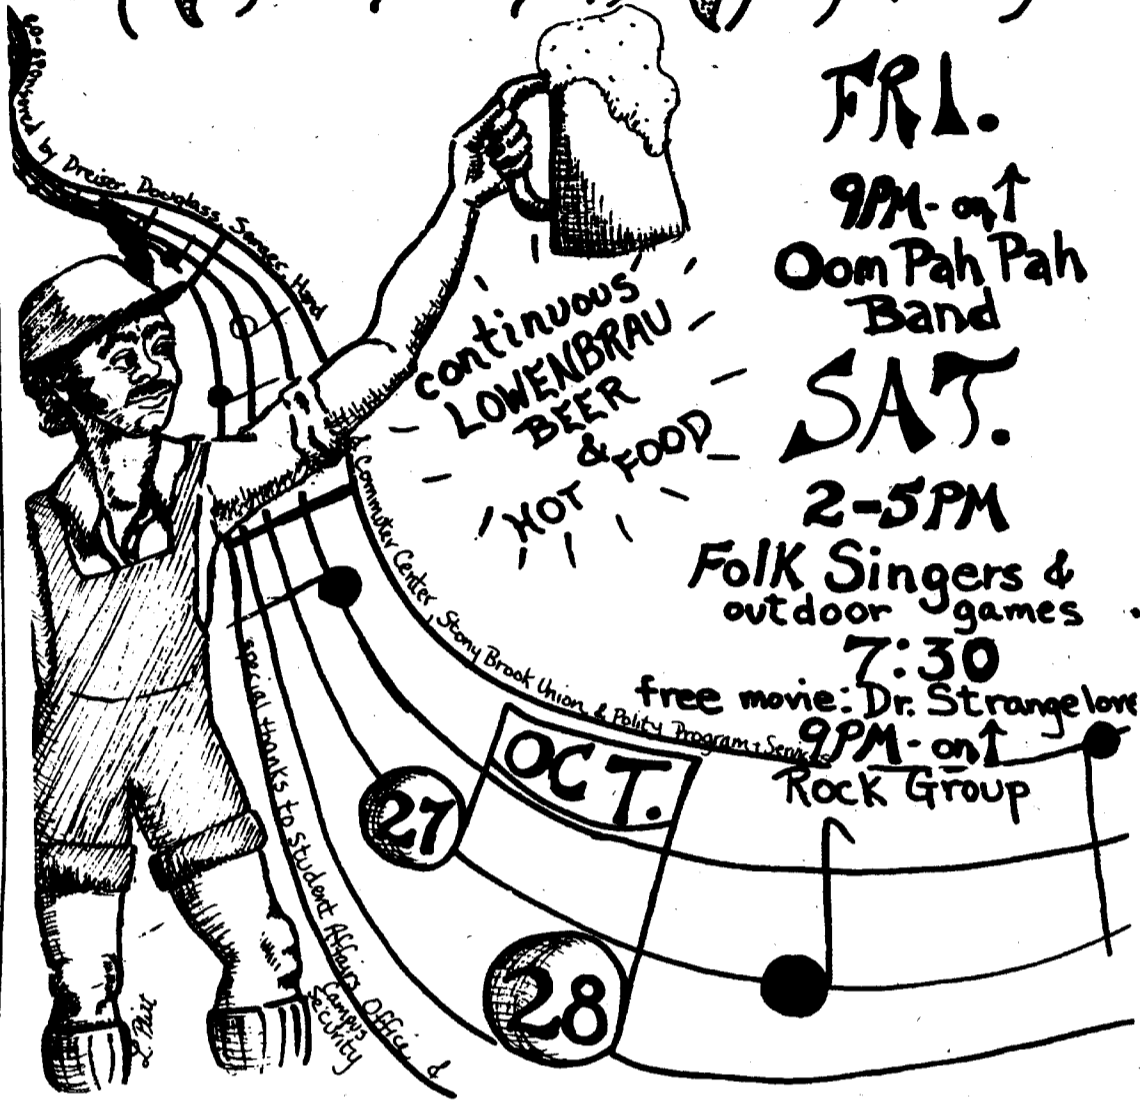 FRI.
9PM-on↑
Oom Pah Pah
Band
SAT.
2-5PM
Folk Singers &
outdoor games
7:30
free movie: Dr. Strangelove
9PM-on↑
Rock Group
continuous
LOWENBRAU
BEER
& FOOD
HOT
OCT.
27
28
co-sponsored by Dreiser, Douglass, Sanger, Hand
& Commuter Center, Stony Brook Union, & Polity Program & Services
special thanks to Student Affairs Office &
Campus
Security